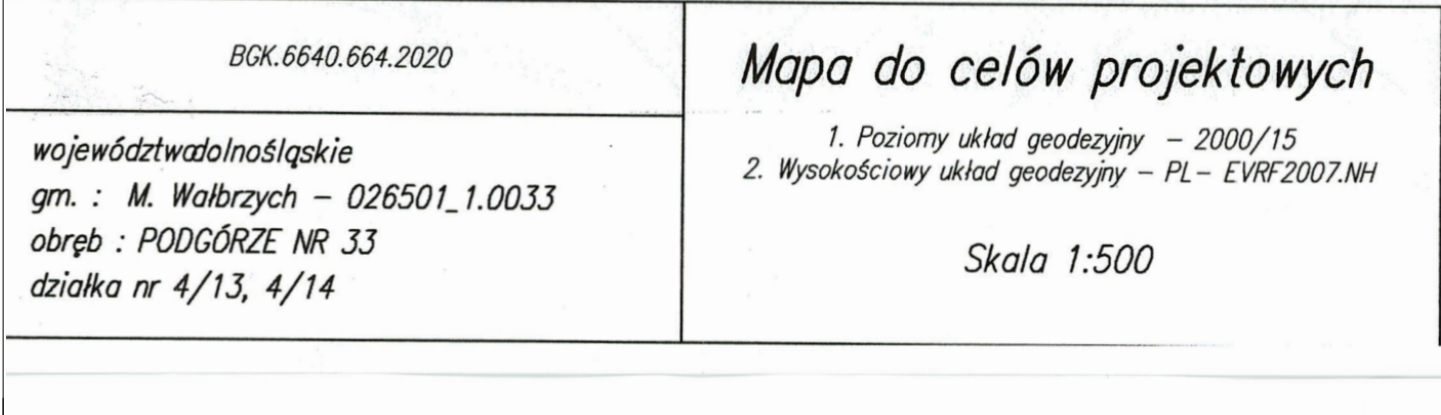 BGK.6640.664.2020
województwodolnośląskie
gm. : M. Wałbrzych – 026501_1.0033
obręb : PODGÓRZE NR 33
działka nr 4/13, 4/14
Mapa do celów projektowych
1. Poziomy układ geodezyjny – 2000/15
2. Wysokościowy układ geodezyjny – PL– EVRF2007.NH
Skala 1:500